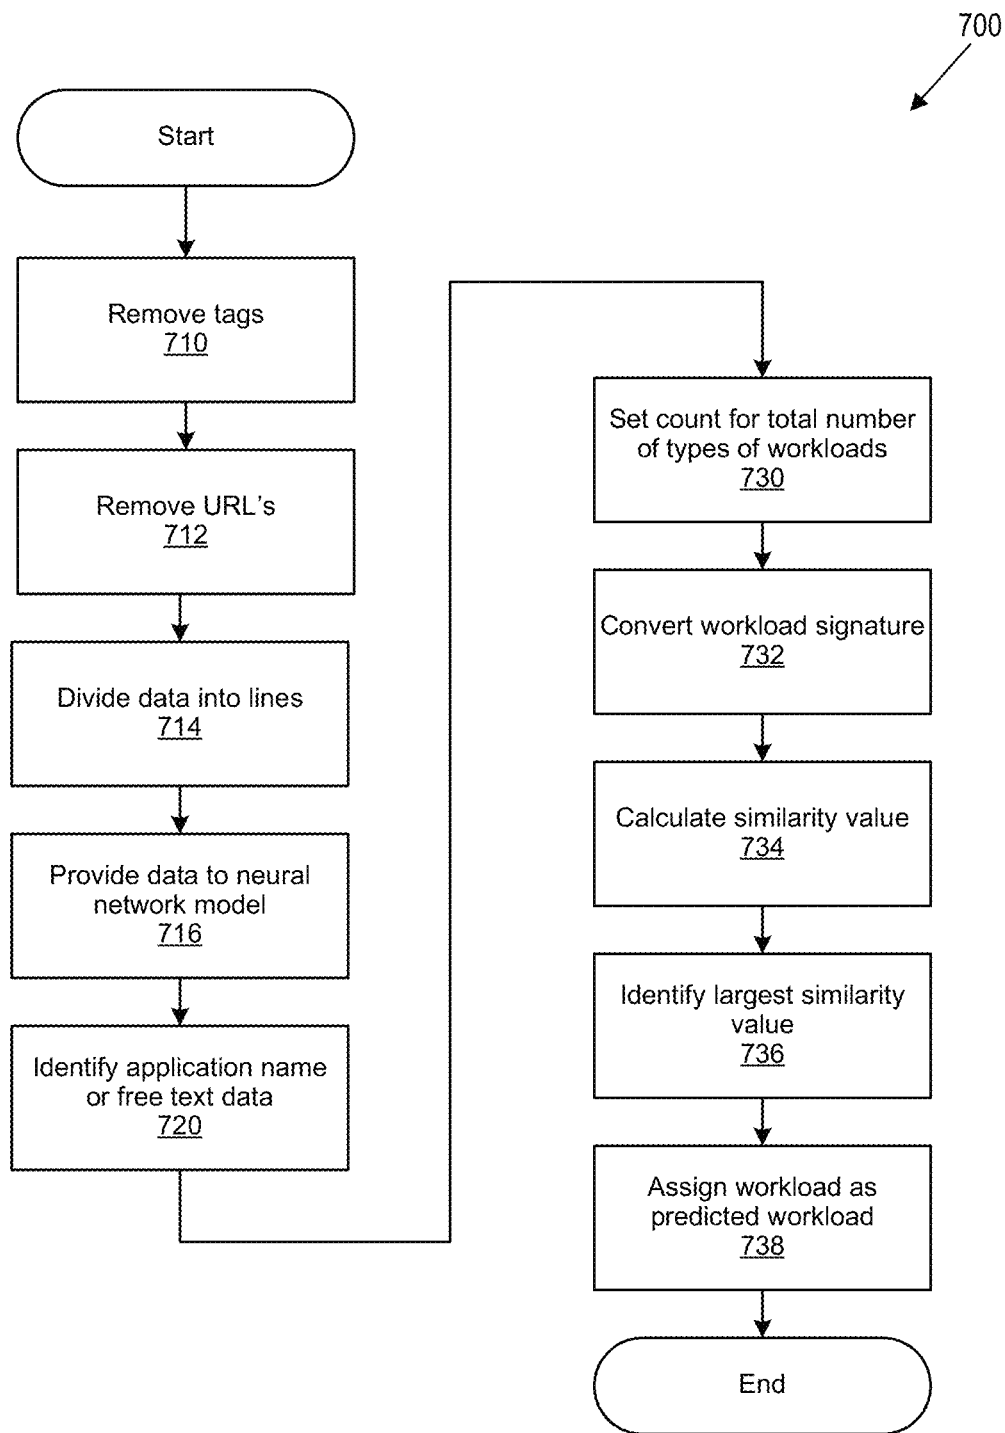 700
Start
Remove tags
710
Remove URL's
712
Divide data into lines
714
Provide data to neural
network model
716
Identify application name
or free text data
720
Set count for total number
of types of workloads
730
Convert workload signature
732
Calculate similarity value
734
Identify largest similarity
value
736
Assign workload as
predicted workload
738
End